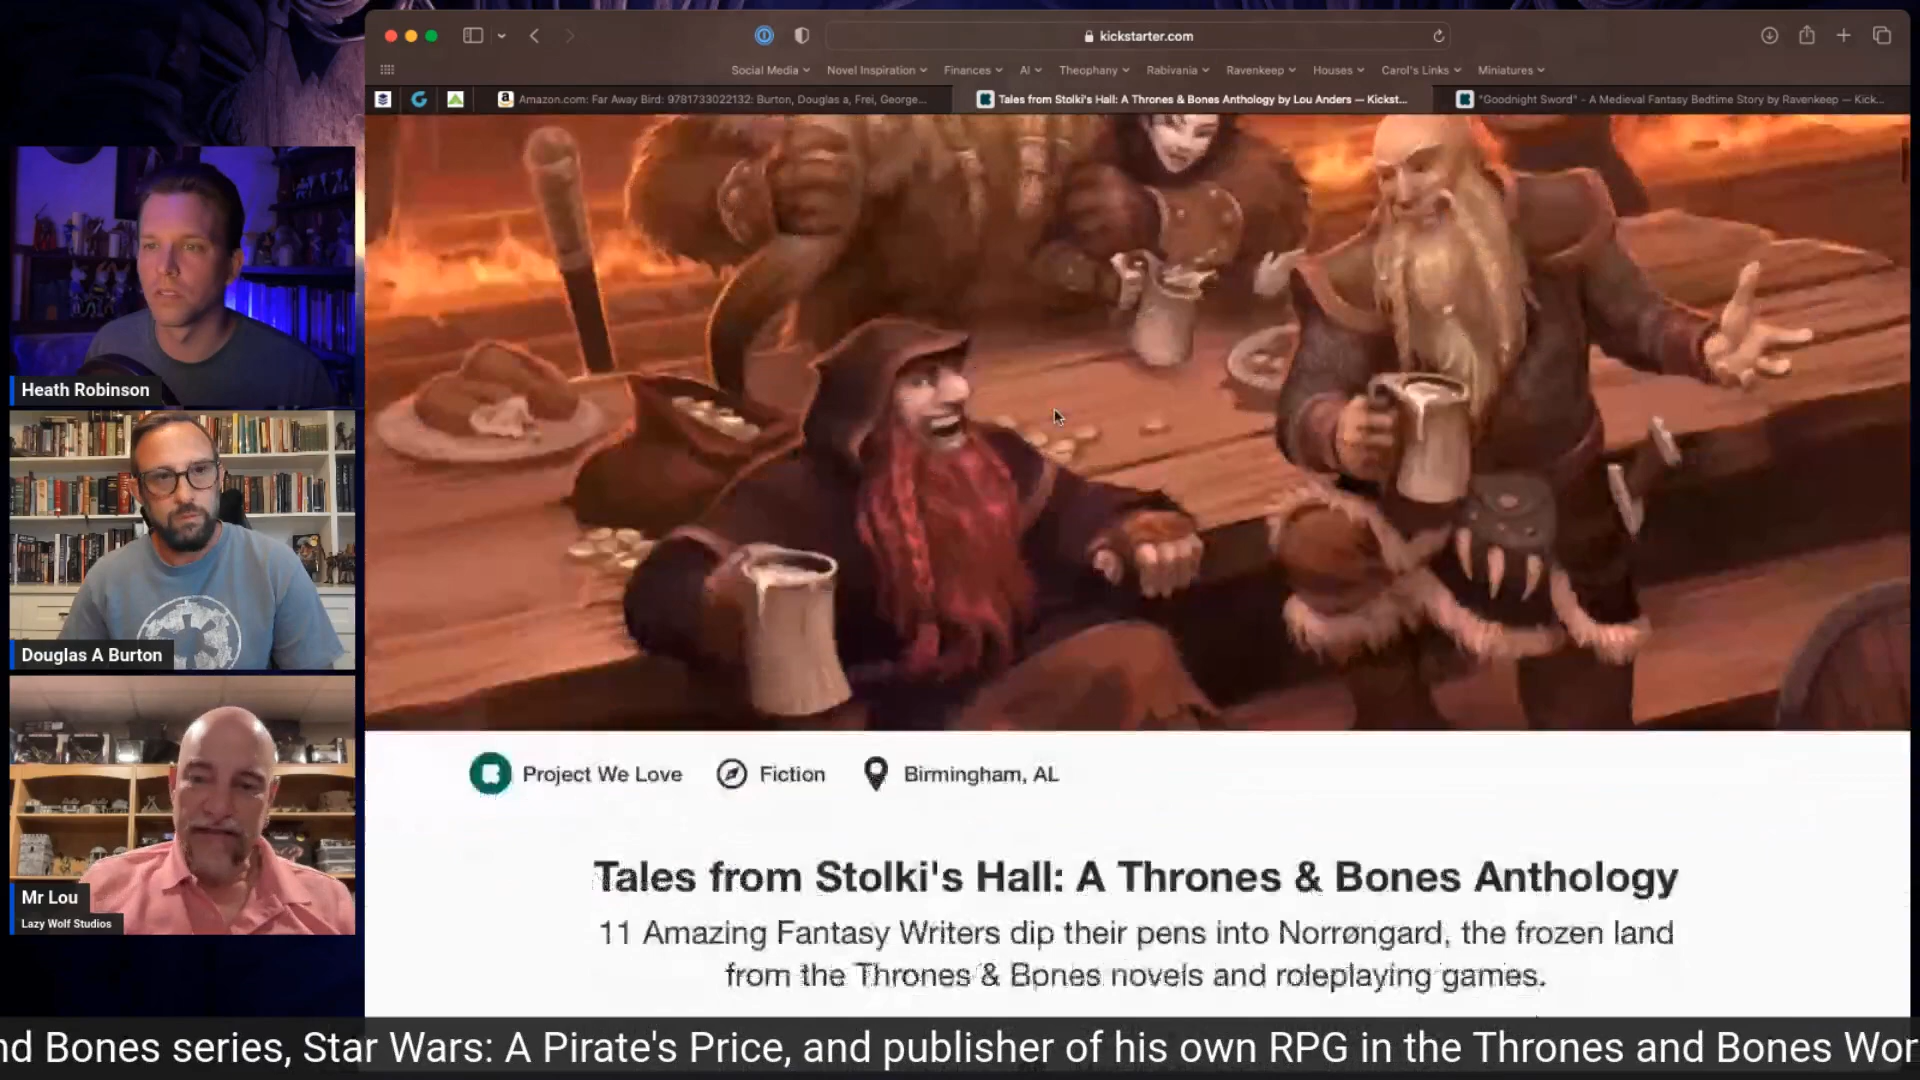 kickstarter.com
Social Media
Novel Inspiration
Finances
AI
Theophany
Rabivania
Ravenkeep
Houses
Carol's Links
Miniatures
Amazon.com: Far Away Bird: 9781733022132: Burton, Douglas a, Frei, George...
Tales from Stolki's Hall: A Thrones & Bones Anthology by Lou Anders — Kickst...
"Goodnight Sword" - A Medieval Fantasy Bedtime Story by Ravenkeep — Kick...
Heath Robinson
Douglas A Burton
Mr Lou
Lazy Wolf Studios
Project We Love
Fiction
Birmingham, AL
Tales from Stolki's Hall: A Thrones & Bones Anthology
11 Amazing Fantasy Writers dip their pens into Norrøngard, the frozen land
from the Thrones & Bones novels and roleplaying games.
nd Bones series, Star Wars: A Pirate's Price, and publisher of his own RPG in the Thrones and Bones Wor